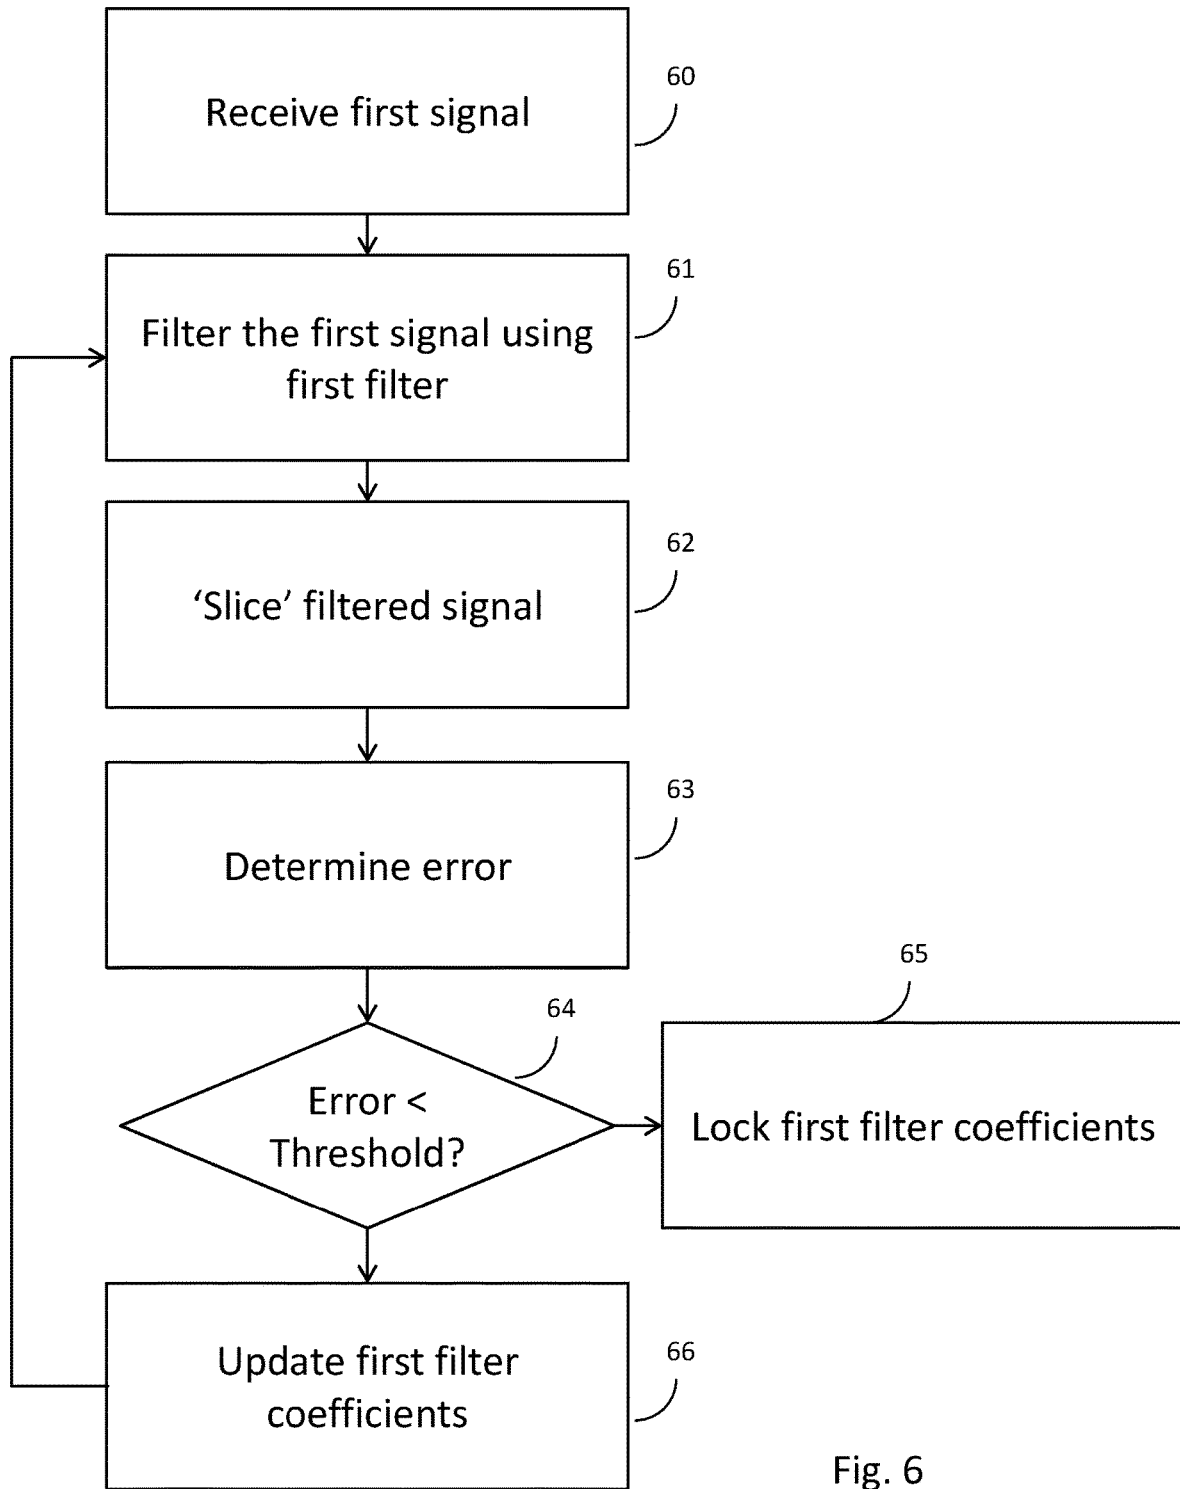 Receive first signal
60
Filter the first signal using
first filter
61
‘Slice’ filtered signal
62
Determine error
63
Error <
Threshold?
64
Lock first filter coefficients
65
Update first filter
coefficients
66
Fig. 6